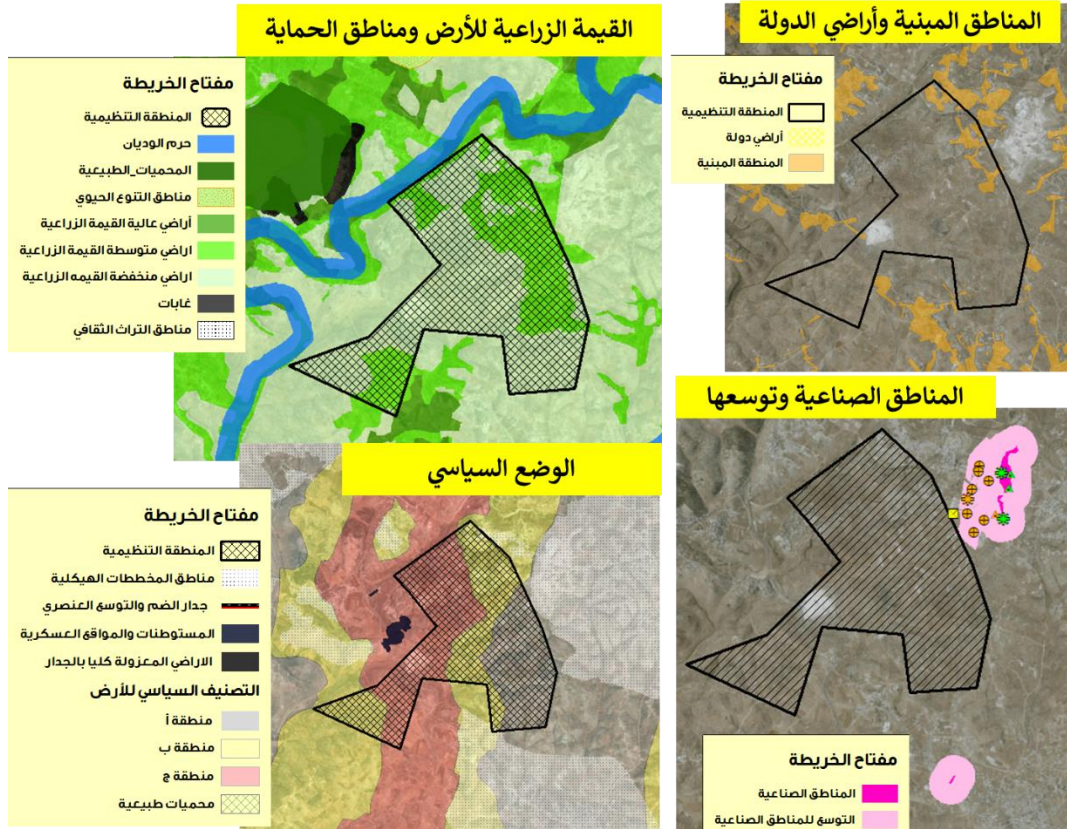 القيمة الزراعية للأرض ومناطق الحماية
مفتاح الخريطة
المنطقة التنظيمية
حرم الوديان
المحميات_الطبيعية
مناطق التنوع الحيوي
أراضي عالية القيمة الزراعية
اراضي متوسطة القيمة الزراعية
اراضي منخفضة القيمه الزراعية
غابات
مناطق التراث الثقافي
المناطق المبنية وأراضي الدولة
مفتاح الخريطة
المنطقة التنظيمية
أراضي دولة
المنطقة المبنية
الوضع السياسي
مفتاح الخريطة
المنطقة التنظيمية
مناطق المخططات الهيكلية
جدار الضم والتوسع العنصري
المستوطنات والمواقع العسكرية
الاراضي المعزولة كليا بالجدار
التصنيف السياسي للأرض
منطقة أ
منطقة ب
منطقة ج
محميات طبيعية
المناطق الصناعية وتوسعها
مفتاح الخريطة
المناطق الصناعية
التوسع للمناطق الصناعية